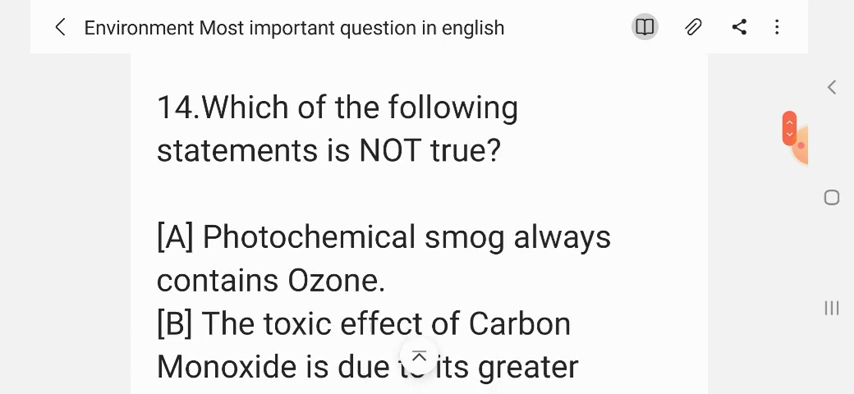 Environment Most important question in english
14.Which of the following
statements is NOT true?
[A] Photochemical smog always
contains Ozone.
[B] The toxic effect of Carbon
Monoxide is due its greater